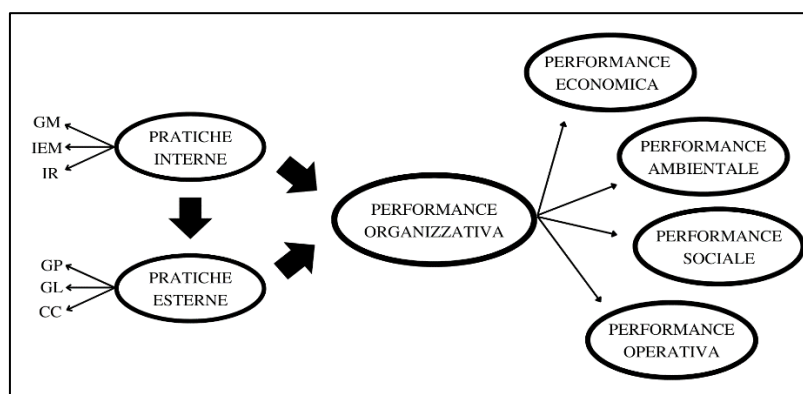 GM
IEM
IR
PRATICHE
INTERNE
GP
GL
CC
PRATICHE
ESTERNE
PERFORMANCE
ORGANIZZATIVA
PERFORMANCE
ECONOMICA
PERFORMANCE
AMBIENTALE
PERFORMANCE
SOCIALE
PERFORMANCE
OPERATIVA